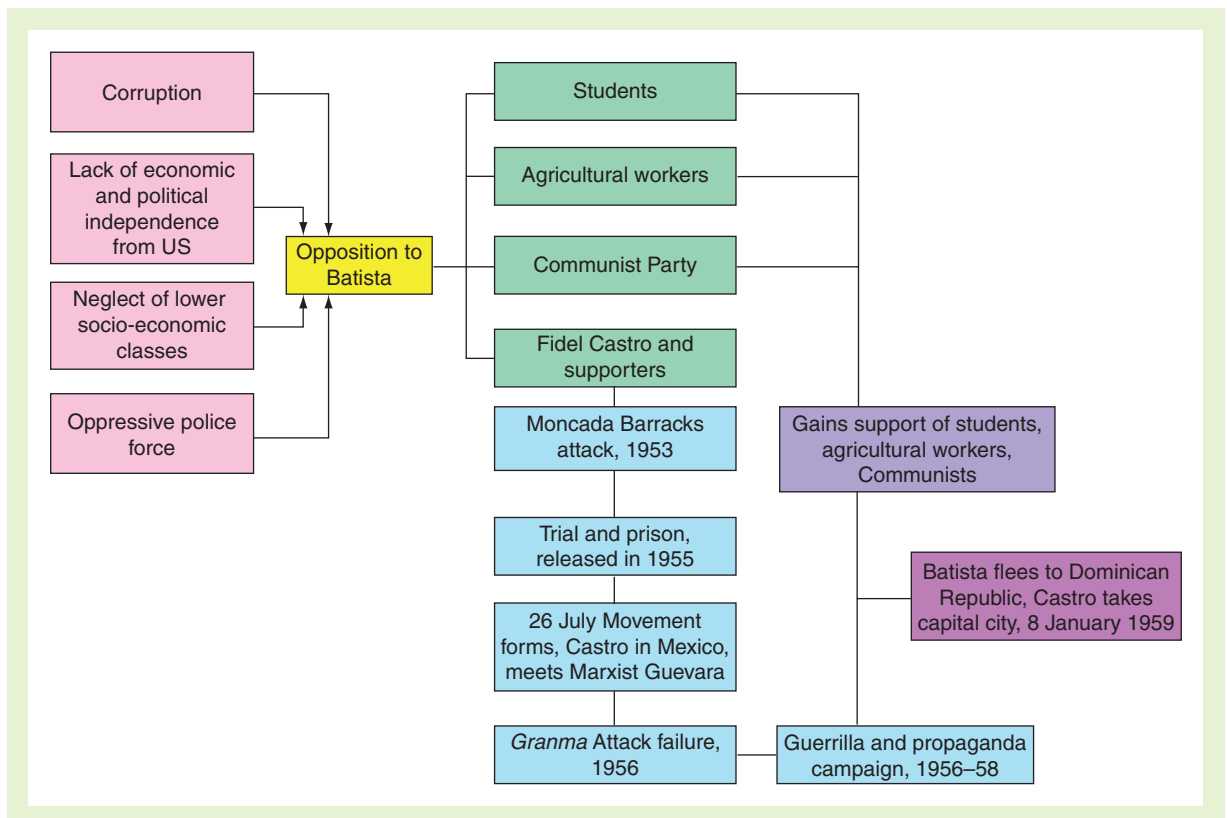 Corruption
Lack of economic
and political
independence
from US
Neglect of lower
socio-economic
classes
Oppressive police
force
Opposition to
Batista
Students
Agricultural workers
Communist Party
Fidel Castro and
supporters
Moncada Barracks
attack, 1953
Trial and prison,
released in 1955
26 July Movement
forms, Castro in Mexico,
meets Marxist Guevara
Granma Attack failure,
1956
Guerrilla and propaganda
campaign, 1956–58
Gains support of students,
agricultural workers,
Communists
Batista flees to Dominican
Republic, Castro takes
capital city, 8 January 1959